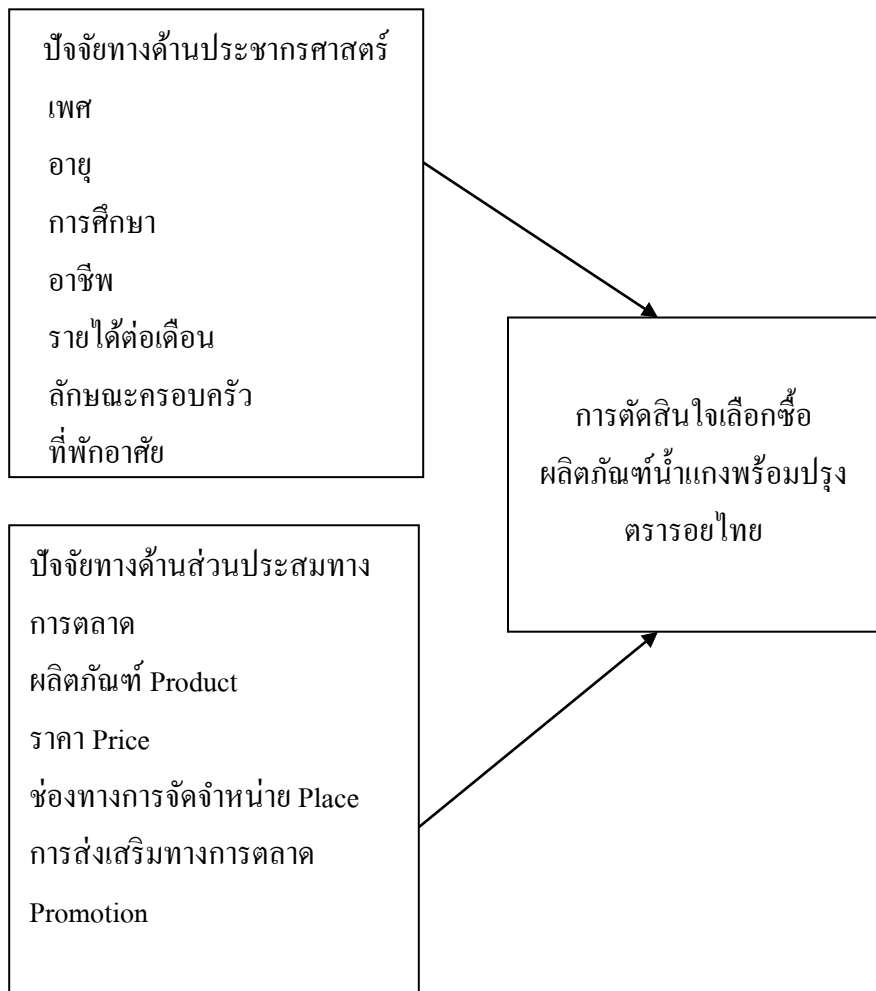 ปัจจัยทางด้านประชากรศาสตร์
เพศ
อายุ
การศึกษา
อาชีพ
รายได้ต่อเดือน
ลักษณะครอบครัว
ที่พักอาศัย
ปัจจัยทางด้านส่วนประสมทาง
การตลาด
ผลิตภัณฑ์ Product
ราคา Price
ช่องทางการจัดจำหน่าย Place
การส่งเสริมทางการตลาด
Promotion
การตัดสินใจเลือกซื้อ
ผลิตภัณฑ์น้ำแกงพร้อมปรุง
ตรารอยไทย